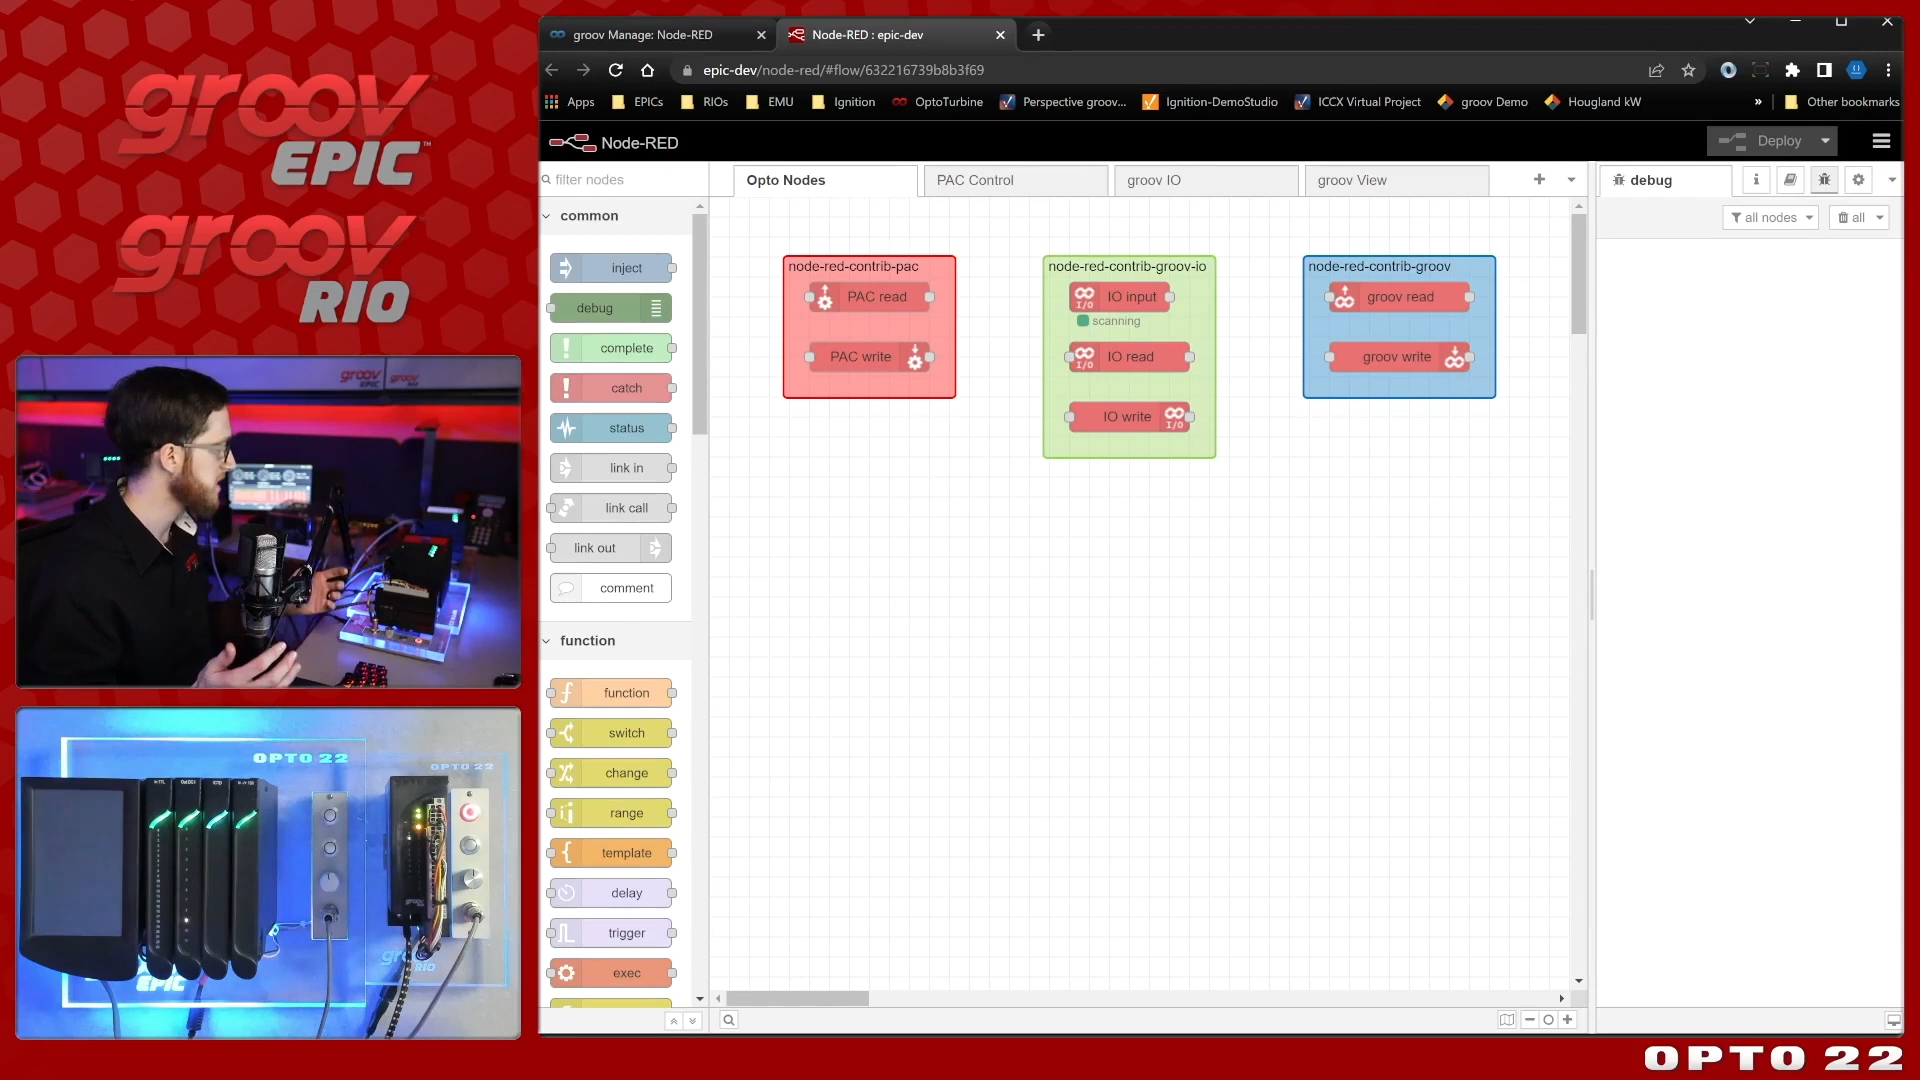 groov
EPIC™
groov
RIO
groov Manage: Node-RED
Node-RED : epic-dev
epic-dev/node-red/#flow/632216739b8b3f69
Apps
EPICs
RIOs
EMU
Ignition
OptoTurbine
Perspective groov...
Ignition-DemoStudio
ICCX Virtual Project
groov Demo
Hougland kW
»
Other bookmarks
Node-RED
Deploy
filter nodes
Opto Nodes
PAC Control
groov IO
groov View
debug
all nodes
all
common
inject
debug
complete
catch
status
link in
link call
link out
comment
function
function
switch
change
range
template
delay
trigger
exec
node-red-contrib-pac
PAC read
PAC write
node-red-contrib-groov-io
I/O
IO input
scanning
I/O
IO read
IO write
I/O
node-red-contrib-groov
groov read
groov write
OPTO 22
OPTO 22
EPIC
RIO
OPTO 22